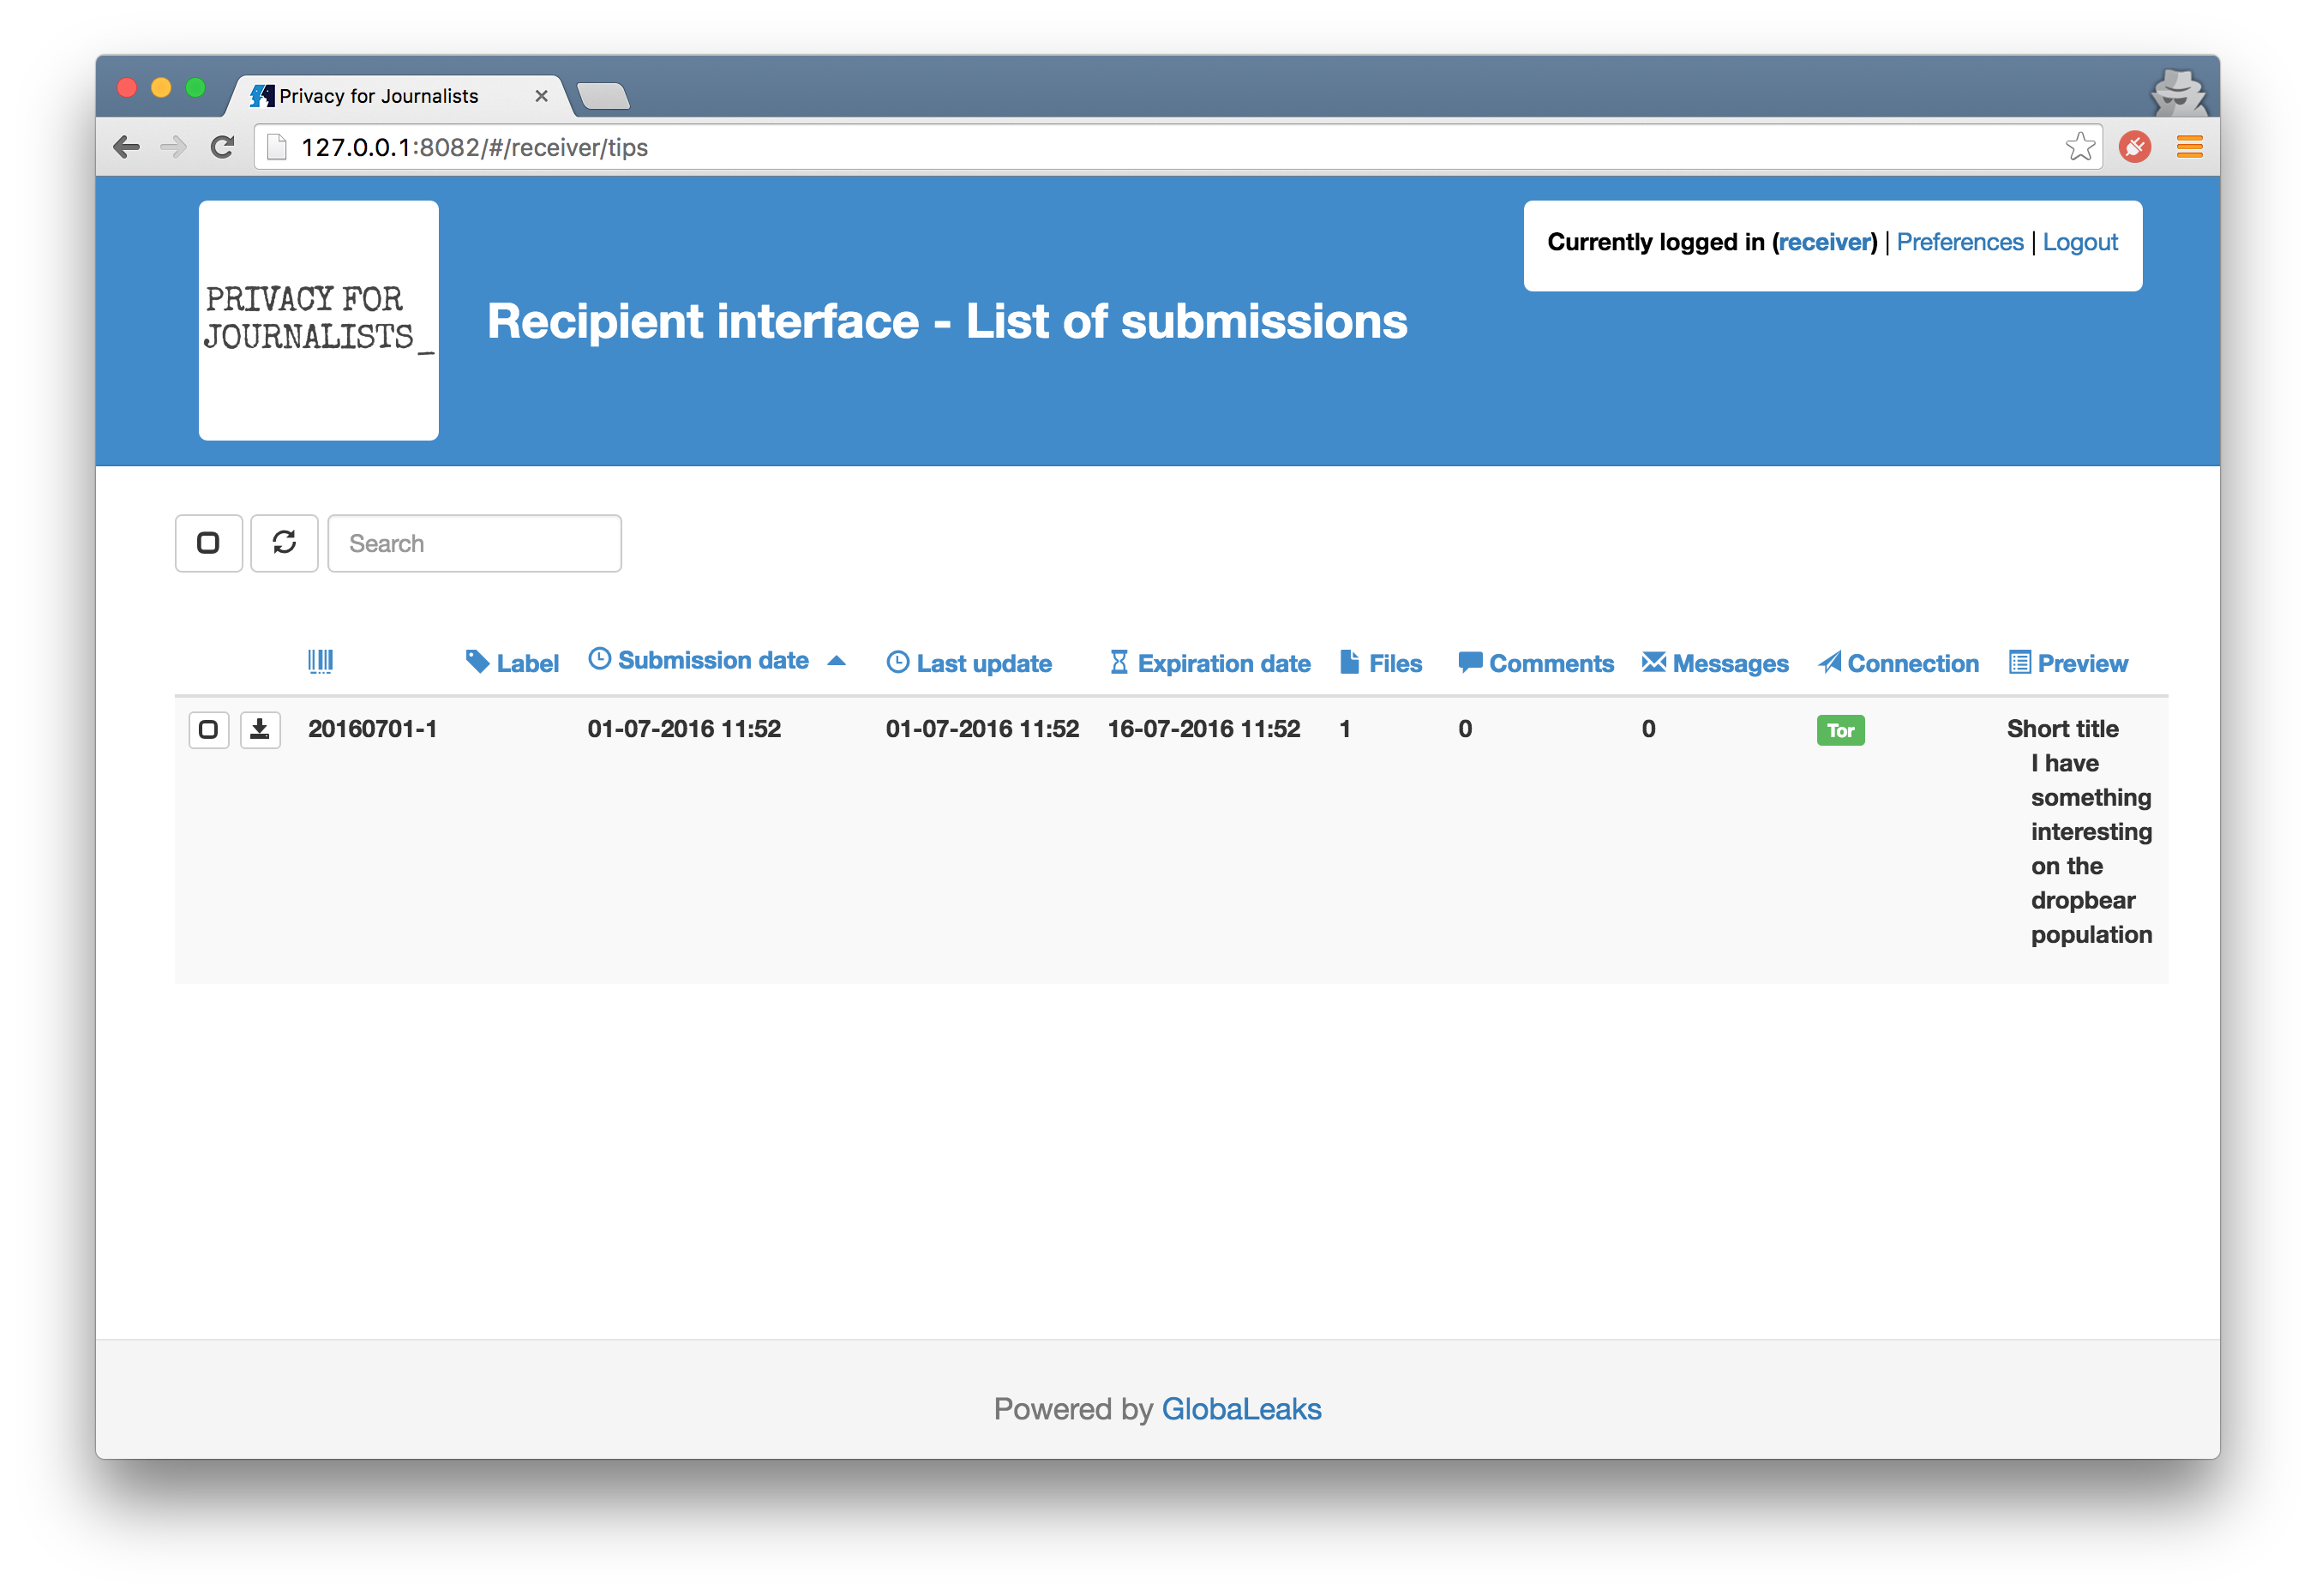 Privacy for Journalists
127.0.0.1:8082/#/receiver/tips
Currently logged in (receiver) | Preferences | Logout
PRIVACY FOR
JOURNALISTS_
Recipient interface - List of submissions
Search
Label Submission date Last update Expiration date Files Comments Messages Connection Preview
20160701-1 01-07-2016 11:52 01-07-2016 11:52 16-07-2016 11:52 1 0 0 Tor Short title
I have
something
interesting
on the
dropbear
population
Powered by GlobaLeaks